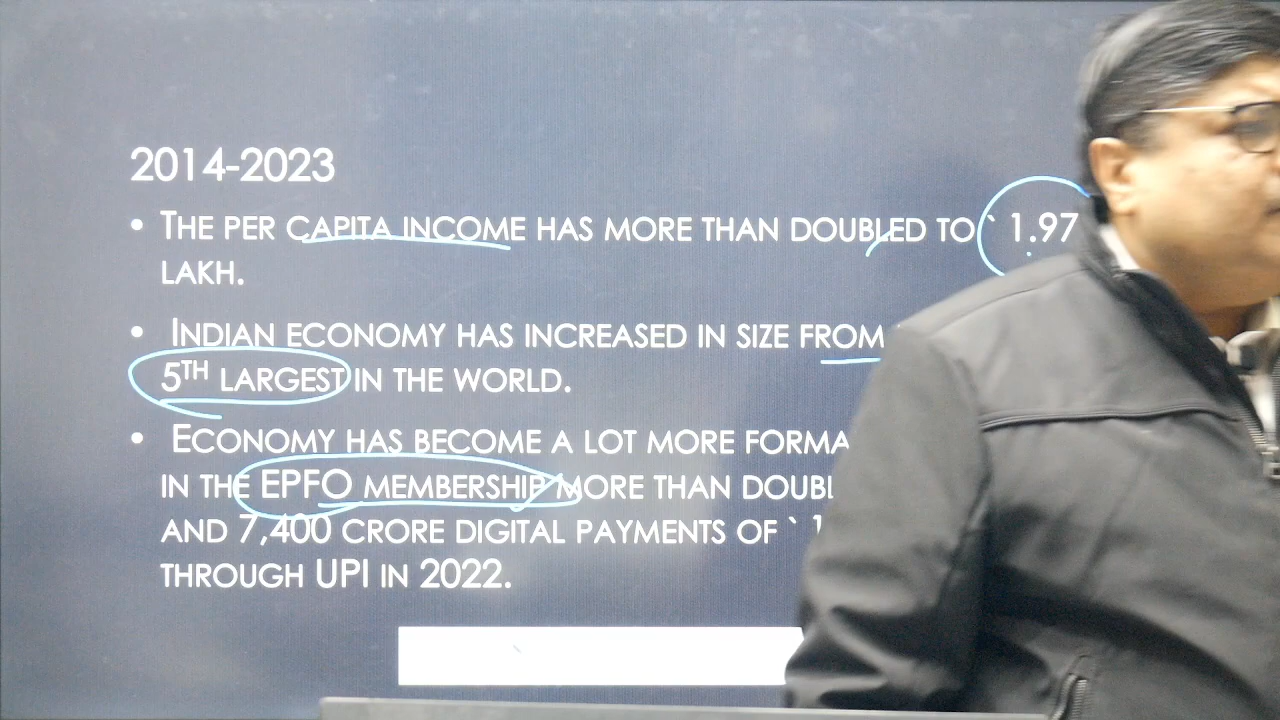 2014-2023
• THE PER CAPITA INCOME HAS MORE THAN DOUBLED TO ` 1.97
LAKH.
• INDIAN ECONOMY HAS INCREASED IN SIZE FROM
5TH LARGEST IN THE WORLD.
• ECONOMY HAS BECOME A LOT MORE
IN THE EPFO MEMBERSHIP MORE THAN
AND 7,400 CRORE DIGITAL PAYMENTS OF `
THROUGH UPI IN 2022.